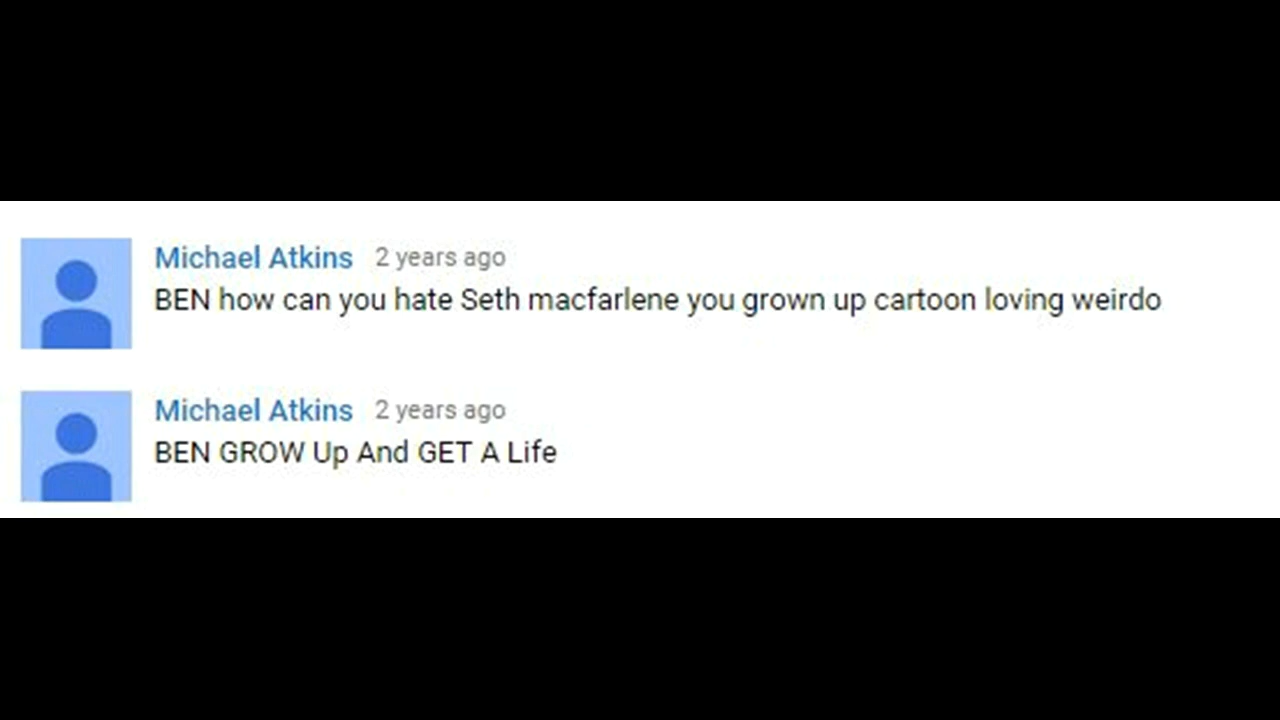 Michael Atkins 2 years ago
BEN how can you hate Seth macfarlene you grown up cartoon loving weirdo
Michael Atkins 2 years ago
BEN GROW Up And GET A Life